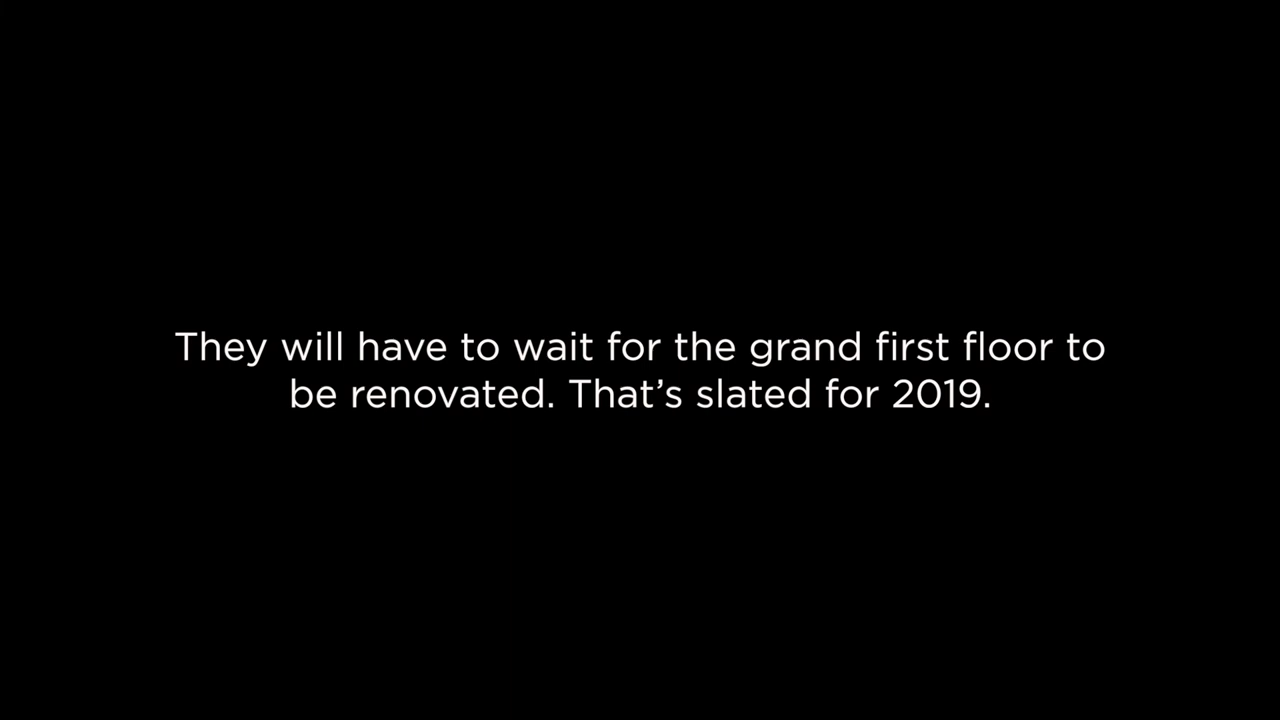 They will have to wait for the grand first floor to
be renovated. That’s slated for 2019.